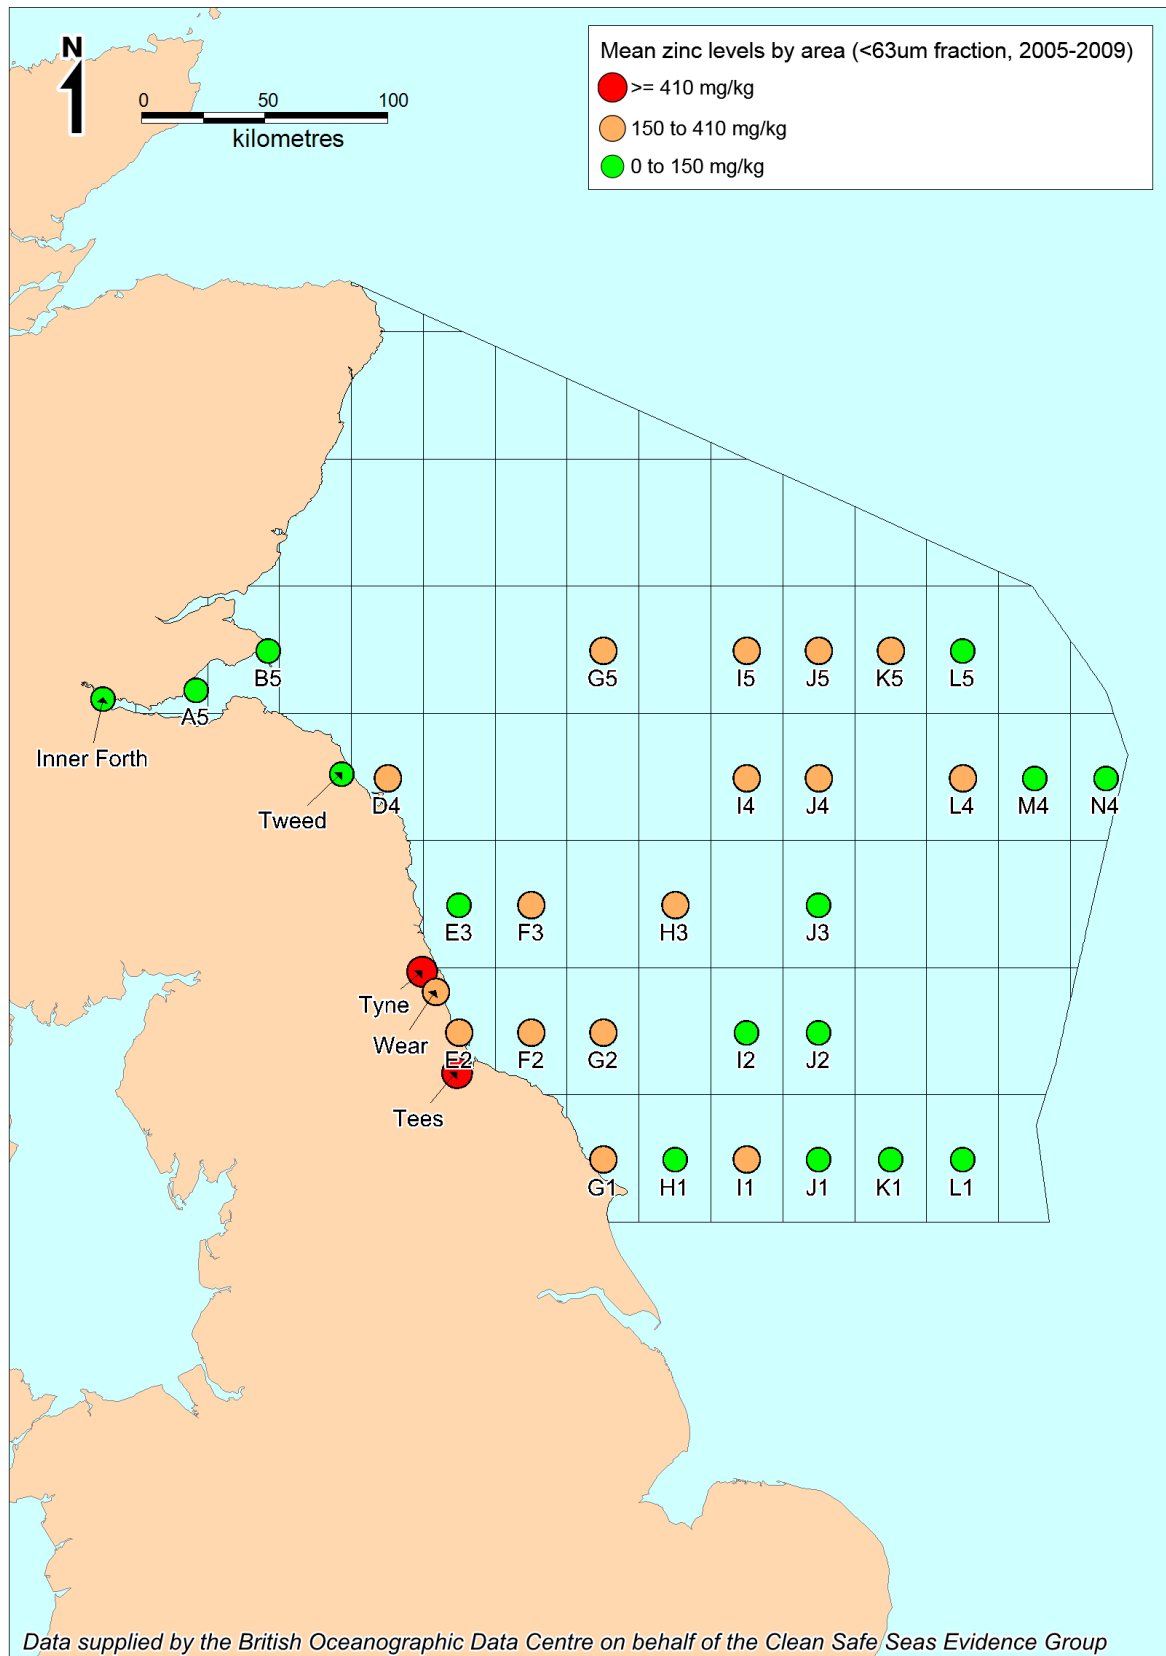 N
Mean zinc levels by area (<63um fraction, 2005-2009)
>= 410 mg/kg
150 to 410 mg/kg
0 to 150 mg/kg
0 50 100
kilometres
B5 G5 I5 J5 K5 L5
A5
Inner Forth
Tweed
D4 I4 J4 L4 M4 N4
E3 F3 H3 J3
Tyne
Wear
E2 F2 G2 I2 J2
Tees
G1 H1 I1 J1 K1 L1
Data supplied by the British Oceanographic Data Centre on behalf of the Clean Safe Seas Evidence Group